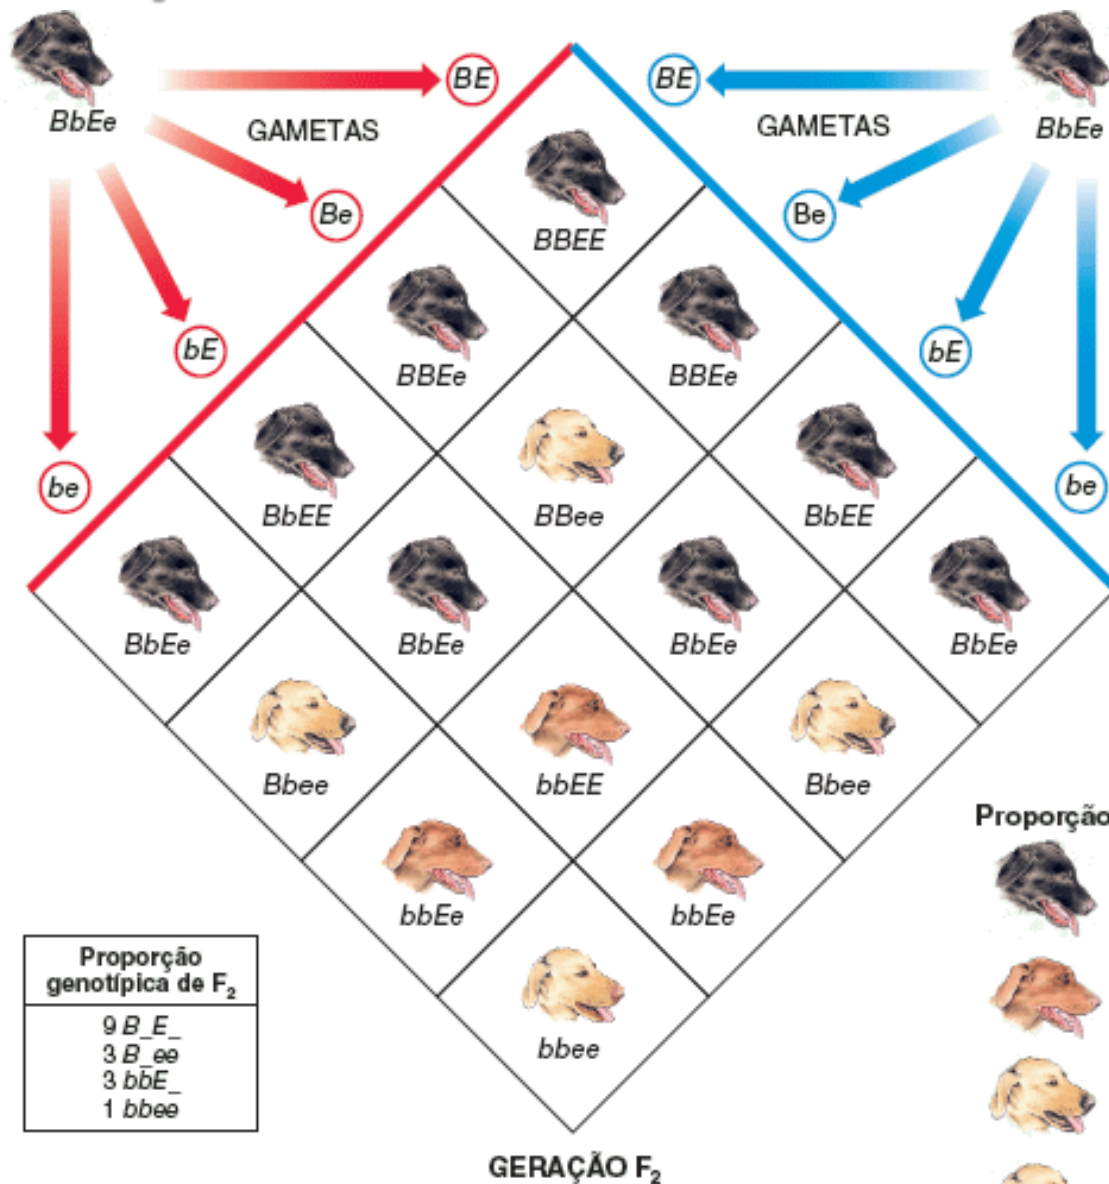 BE
BE
BbEe
GAMETAS
GAMETAS
BbEe
Be
Be
BBEE
bE
bE
BBEe
BBEe
be
be
BbEE
BBee
BbEE
BbEe
BbEe
BbEe
BbEe
Bbee
bbEE
Bbee
Proporção
bbEe
bbEe
Proporção
genotípica de F₂
9 B_E_
3 B_ee
3 bbE_
1 bbee
bbee
GERAÇÃO F₂